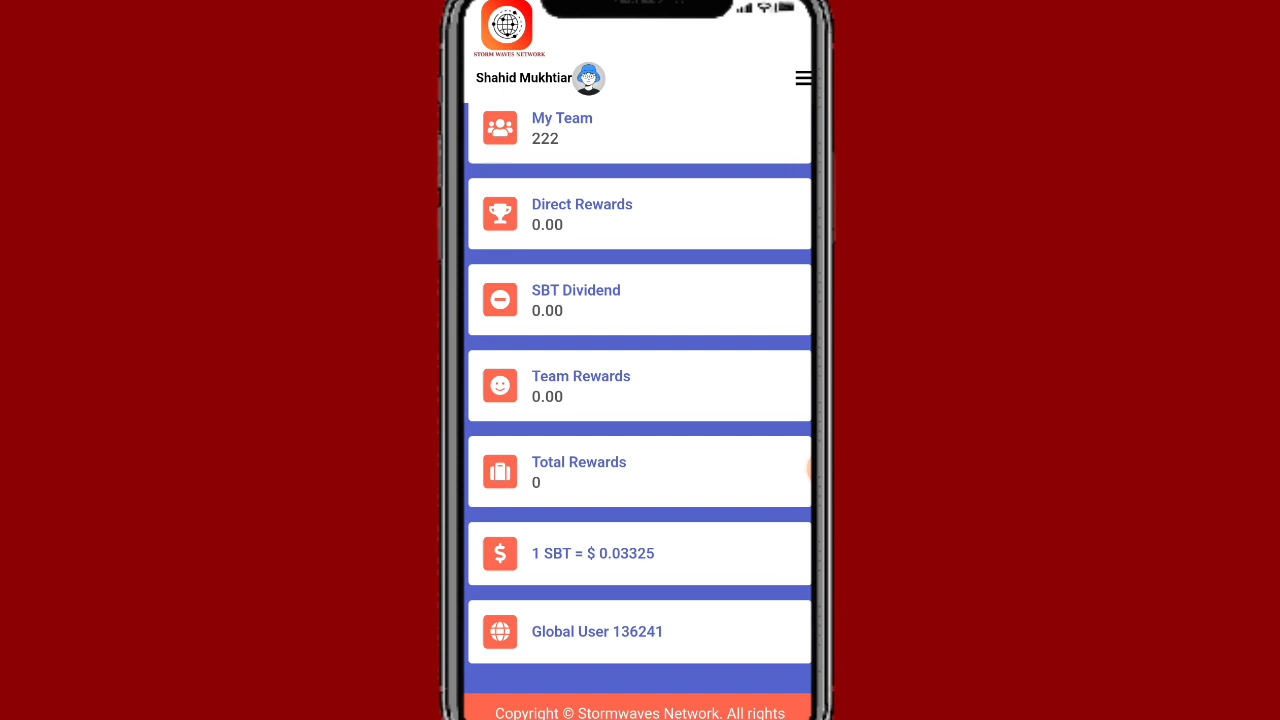 STORM WAVES NETWORK
Shahid Mukhtiar
My Team
222
Direct Rewards
0.00
SBT Dividend
0.00
Team Rewards
0.00
Total Rewards
0
1 SBT = $ 0.03325
Global User 136241
Copyright © Stormwaves Network. All rights